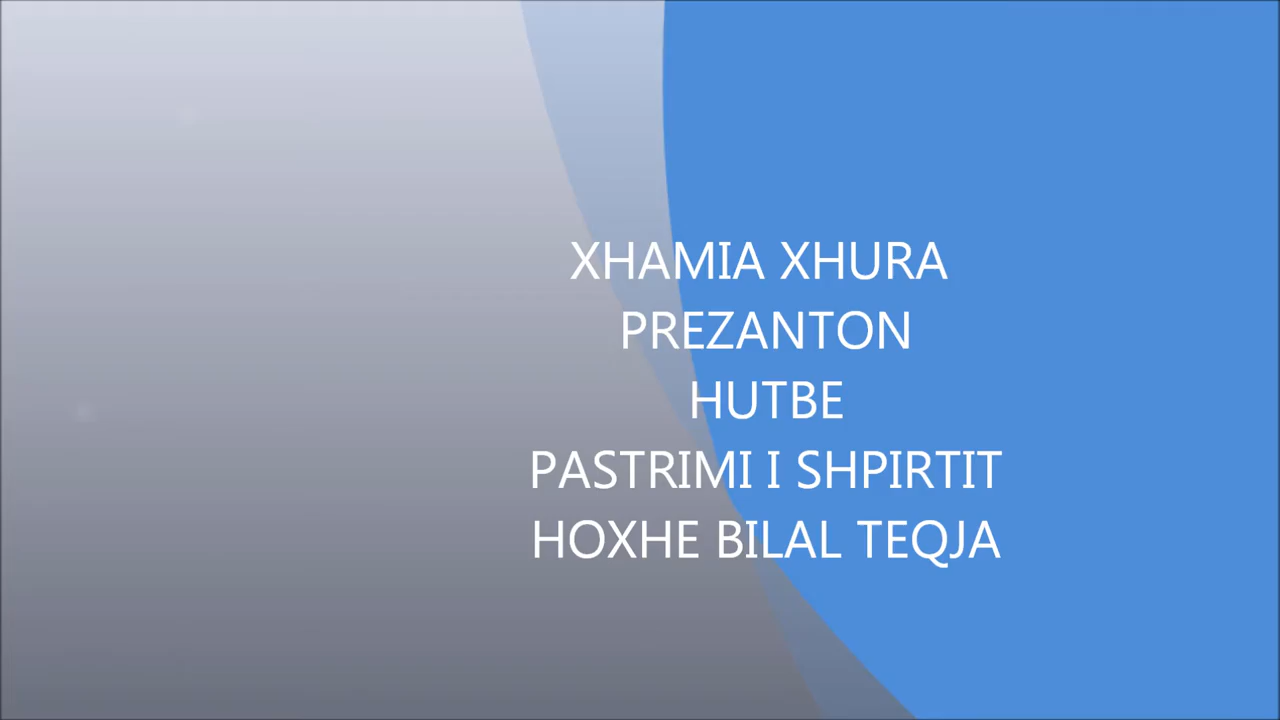 XHAMIA XHURA
PREZANTON
HUTBE
PASTRIMI I SHPIRTIT
HOXHE BILAL TEQJA